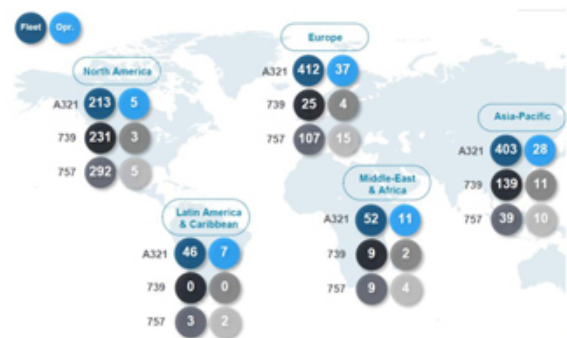 Fleet Opr.
North America
A321 213 5
739 231 3
757 292 5
Europe
A321 412 37
739 25 4
757 107 15
Asia-Pacific
A321 403 28
739 139 11
757 39 10
Middle-East
& Africa
A321 52 11
739 9 2
757 9 4
Latin America
& Caribbean
A321 46 7
739 0 0
757 3 2